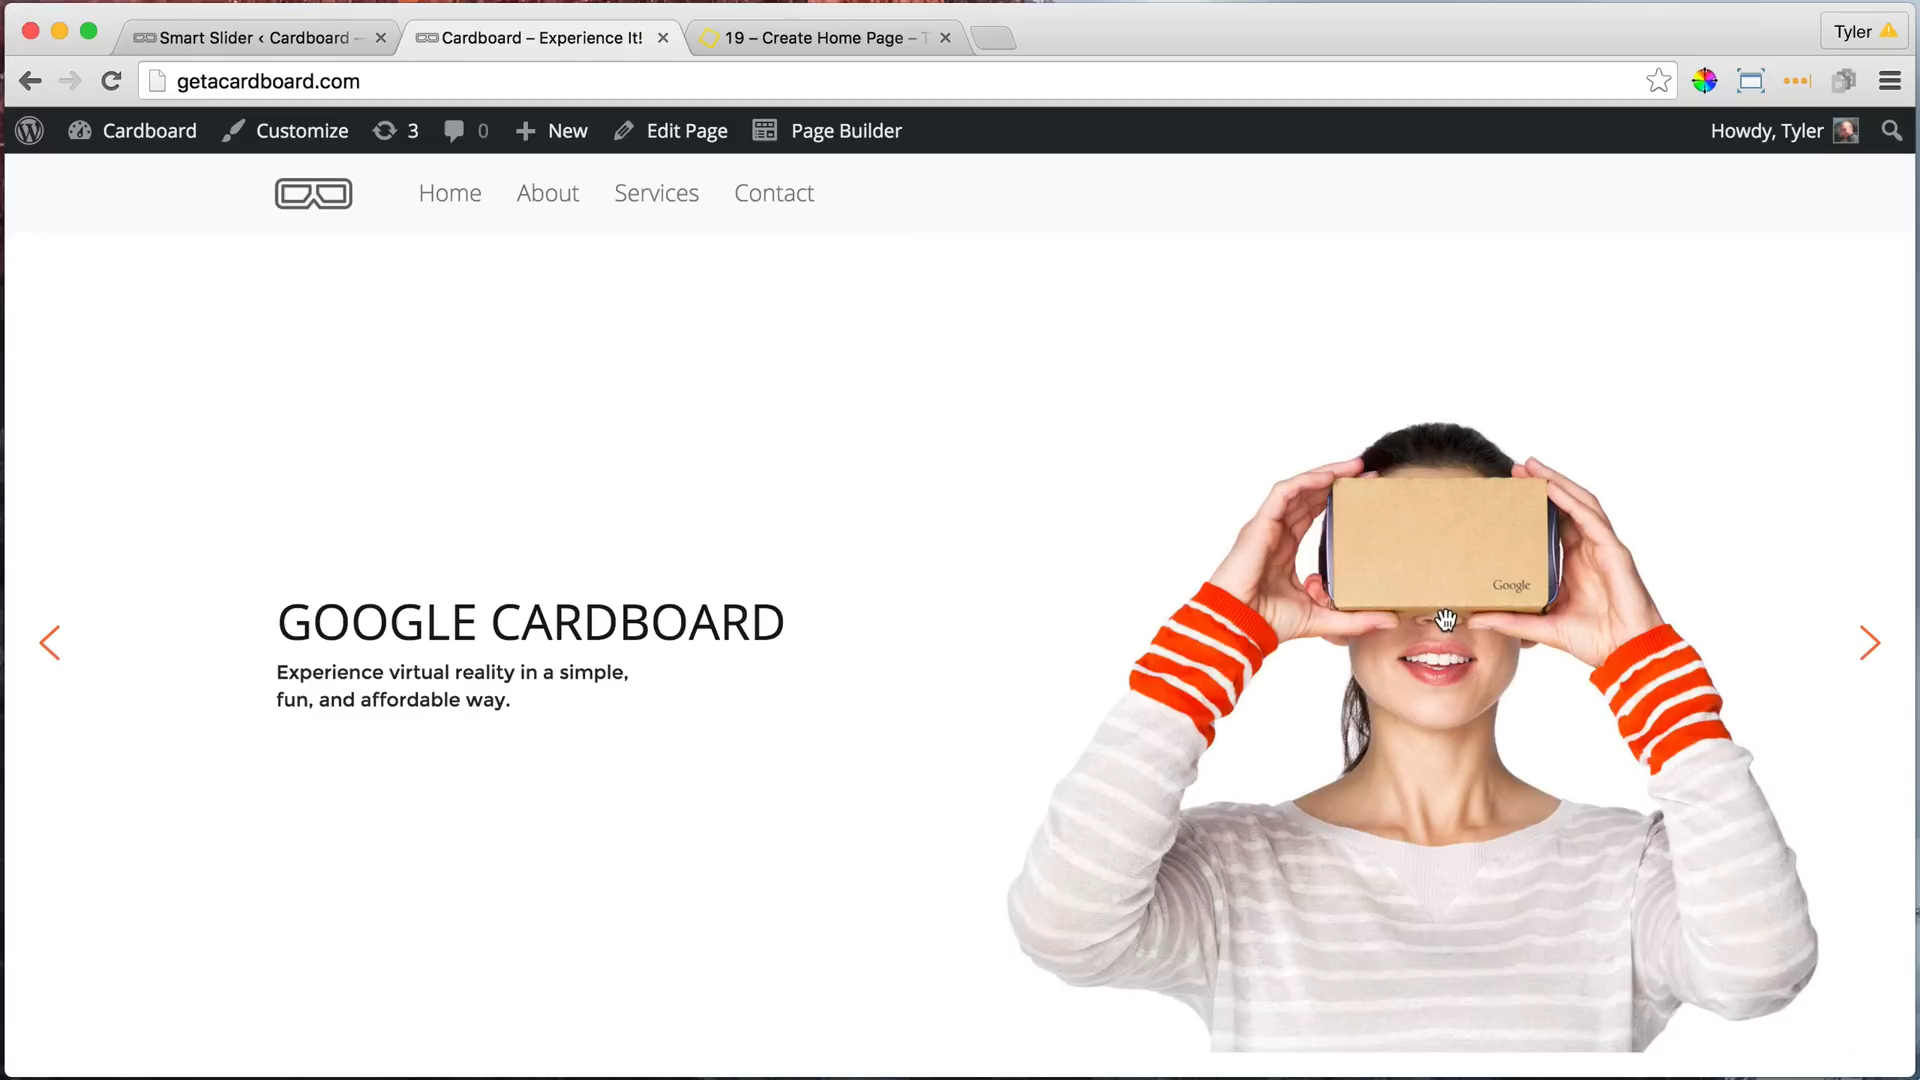 Smart Slider ‹ Cardboard –
Cardboard – Experience It!
19 – Create Home Page – T
Tyler
getacardboard.com
Cardboard
Customize
3
0
New
Edit Page
Page Builder
Howdy, Tyler
Home
About
Services
Contact
Google
GOOGLE CARDBOARD
Experience virtual reality in a simple,
fun, and affordable way.